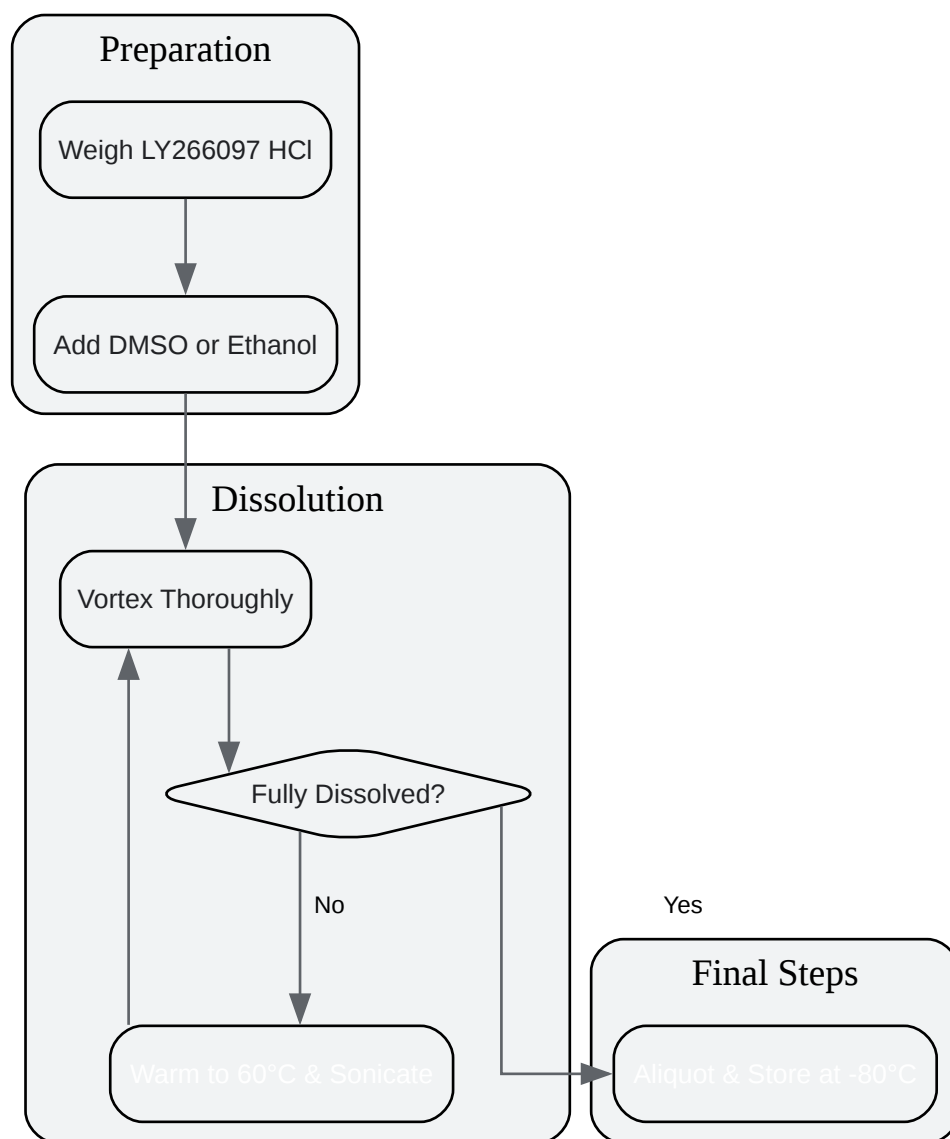 Preparation
Weigh LY266097 HCl
Add DMSO or Ethanol
Dissolution
Vortex Thoroughly
Fully Dissolved?
No
Yes
Final Steps
Warm to 60°C & Sonicate
Aliquot & Store at -80°C